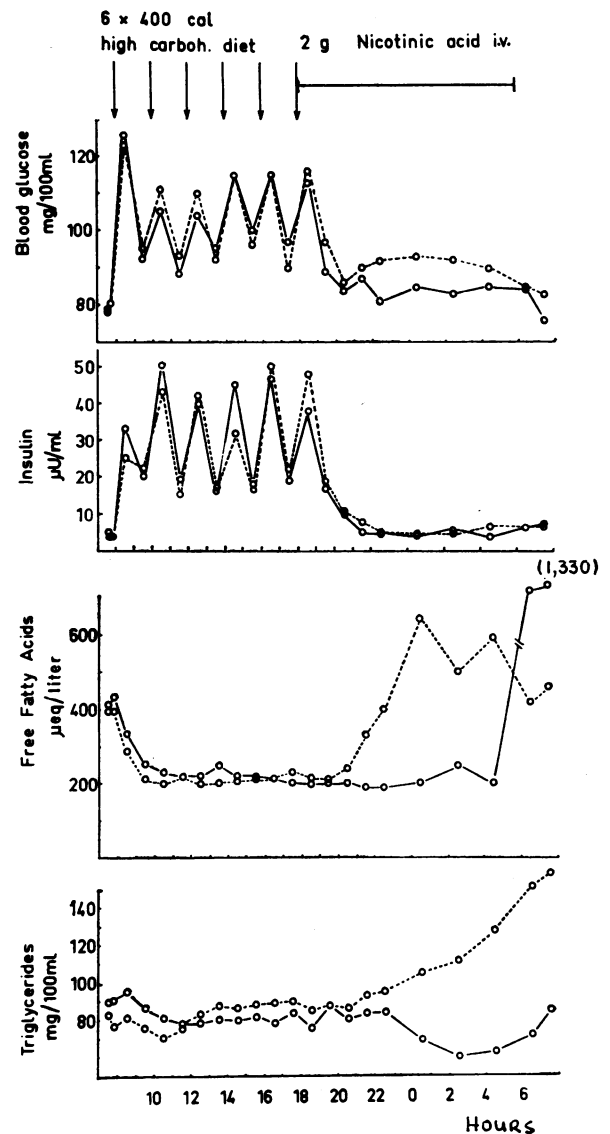 6 × 400 cal
high carboh. diet
2 g Nicotinic acid i.v.
Blood glucose
mg/100ml
120
100
80
Insulin
µU/ml
50
40
30
20
10
(1,330)
Free Fatty Acids
µeq/liter
600
400
200
Triglycerides
mg/100ml
140
120
100
80
10 12 14 16 18 20 22 0 2 4 6
HOURS